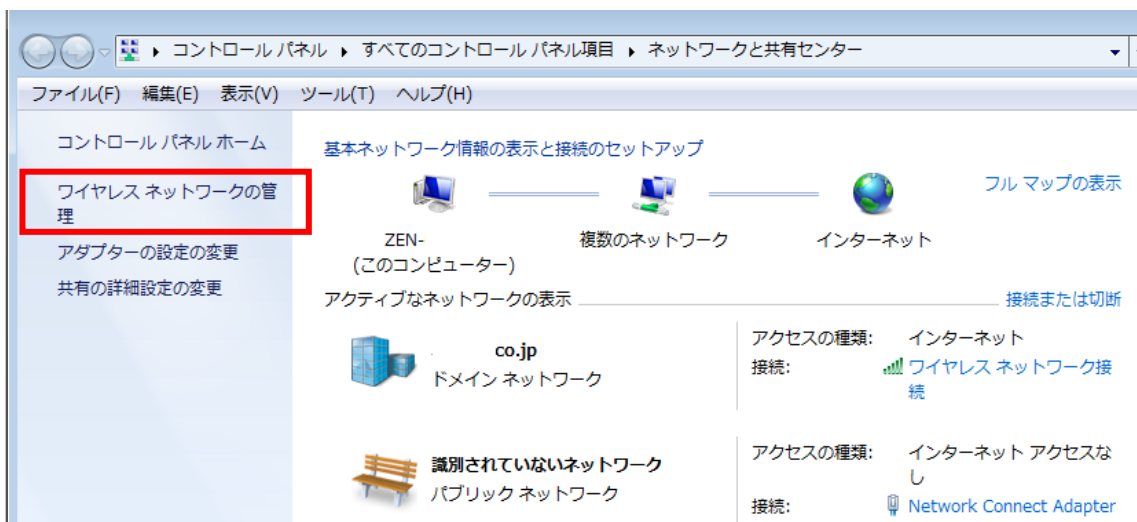 コントロール パネル ▸ すべてのコントロール パネル項目 ▸ ネットワークと共有センター
ファイル(F) 編集(E) 表示(V) ツール(T) ヘルプ(H)
コントロール パネル ホーム
ワイヤレス ネットワークの管
理
アダプターの設定の変更
共有の詳細設定の変更
基本ネットワーク情報の表示と接続のセットアップ
フル マップの表示
ZEN-
(このコンピューター)
複数のネットワーク
インターネット
アクティブなネットワークの表示
接続または切断
co.jp
ドメイン ネットワーク
アクセスの種類: インターネット
接続: ワイヤレス ネットワーク接
続
識別されていないネットワーク
パブリック ネットワーク
アクセスの種類: インターネット アクセスな
し
接続: Network Connect Adapter